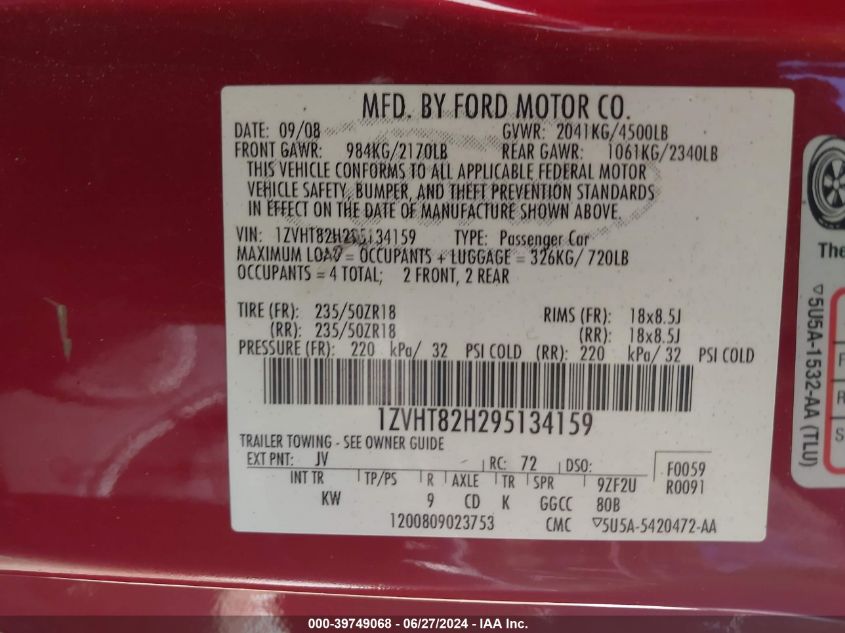 MFD. BY FORD MOTOR CO.
DATE: 09/08 GVWR: 2041KG/4500LB
FRONT GAWR: 984KG/2170LB REAR GAWR: 1061KG/2340LB
THIS VEHICLE CONFORMS TO ALL APPLICABLE FEDERAL MOTOR
VEHICLE SAFETY, BUMPER, AND THEFT PREVENTION STANDARDS
IN EFFECT ON THE DATE OF MANUFACTURE SHOWN ABOVE.
VIN: 1ZVHT82H295134159 TYPE: Passenger Car
MAXIMUM LOAD = OCCUPANTS + LUGGAGE = 326KG/ 720LB
OCCUPANTS = 4 TOTAL; 2 FRONT, 2 REAR
TIRE (FR): 235/50ZR18 RIMS (FR): 18x8.5J
(RR): 235/50ZR18 (RR): 18x8.5J
PRESSURE (FR): 220 kPa/ 32 PSI COLD (RR): 220 kPa/ 32 PSI COLD
1ZVHT82H295134159
TRAILER TOWING - SEE OWNER GUIDE
EXT PNT: JV RC: 72 DSO: F0059
INT TR TP/PS R AXLE TR SPR 9ZF2U R0091
KW 9 CD K GGCC 80B
1200809023753 CMC ▽5U5A-5420472-AA
The
▽5U5A-1532-AA (TLU)
F
R
S
000-39749068 - 06/27/2024 - IAA Inc.